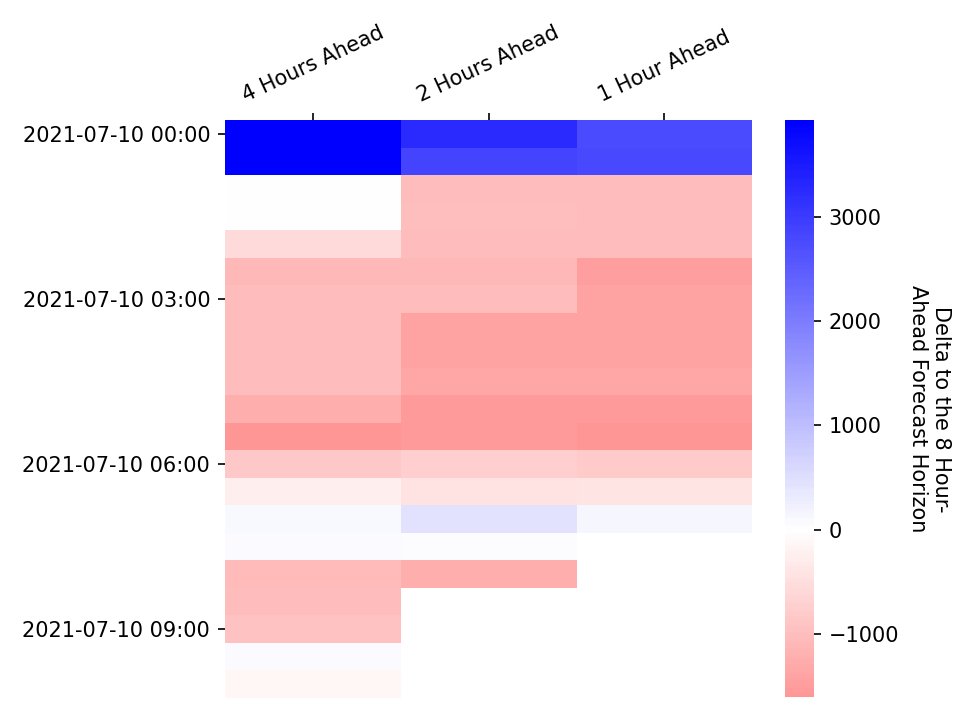 4 Hours Ahead
2 Hours Ahead
1 Hour Ahead
2021-07-10 00:00
2021-07-10 03:00
2021-07-10 06:00
2021-07-10 09:00
3000
2000
1000
0
−1000
Delta to the 8 Hour-
Ahead Forecast Horizon